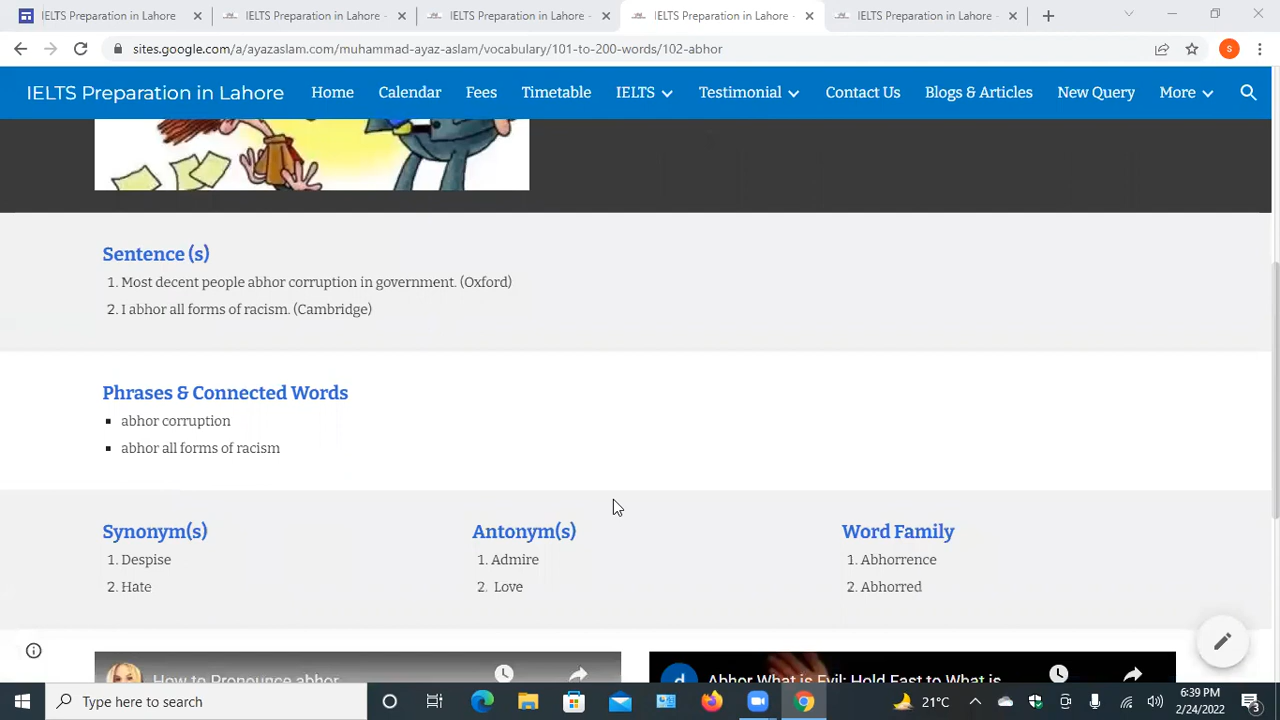 IELTS Preparation in Lahore
IELTS Preparation in Lahore -
IELTS Preparation in Lahore -
IELTS Preparation in Lahore -
IELTS Preparation in Lahore -
sites.google.com/a/ayazaslam.com/muhammad-ayaz-aslam/vocabulary/101-to-200-words/102-abhor
S
IELTS Preparation in Lahore Home Calendar Fees Timetable IELTS Testimonial Contact Us Blogs & Articles New Query More
Sentence (s)
1. Most decent people abhor corruption in government. (Oxford)
2. I abhor all forms of racism. (Cambridge)
Phrases & Connected Words
abhor corruption
abhor all forms of racism
Synonym(s)
1. Despise
2. Hate
Antonym(s)
1. Admire
2. Love
Word Family
1. Abhorrence
2. Abhorred
How to Pronounce abhor
d
Abhor What is Evil; Hold Fast to What is
Type here to search
21°C
6:39 PM
2/24/2022
3